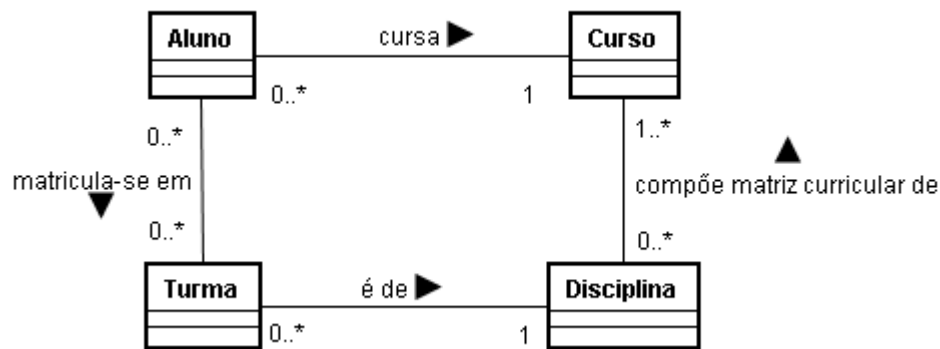 Aluno
cursa
Curso
0..*
1
0..*
1..*
matricula-se em
compõe matriz curricular de
0..*
0..*
Turma
é de
Disciplina
0..*
1